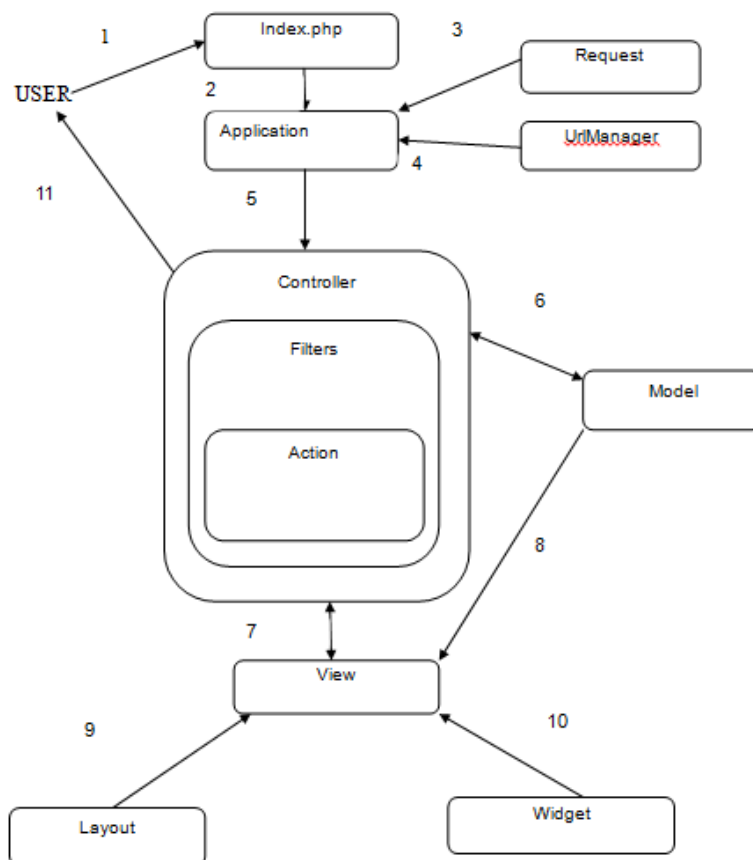 1
Index.php
3
Request
USER
2
Application
UrlManager
4
11
5
Controller
6
Filters
Model
Action
8
7
View
9
10
Layout
Widget